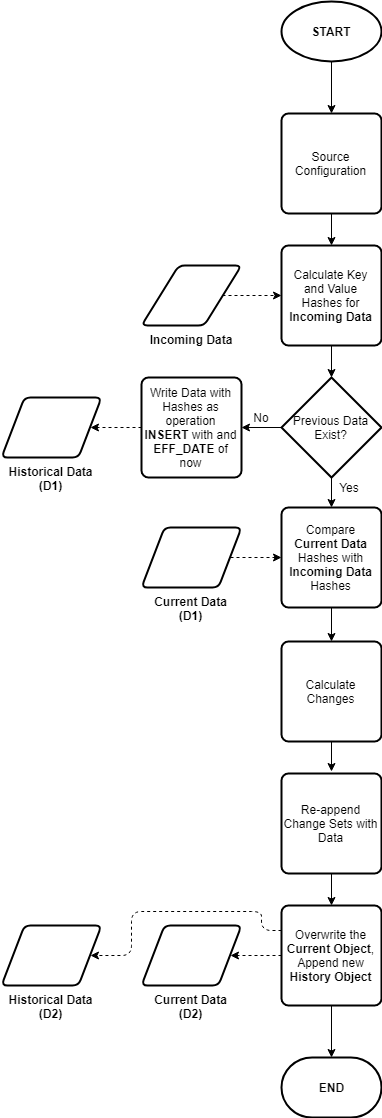 START
Source
Configuration
Calculate Key
and Value
Hashes for
Incoming Data
Incoming Data
Previous Data
Exist?
No
Write Data with
Hashes as
operation
INSERT with and
EFF_DATE of
now
Historical Data
(D1)
Yes
Compare
Current Data
Hashes with
Incoming Data
Hashes
Current Data
(D1)
Calculate
Changes
Re-append
Change Sets with
Data
Overwrite the
Current Object,
Append new
History Object
Historical Data
(D2)
Current Data
(D2)
END